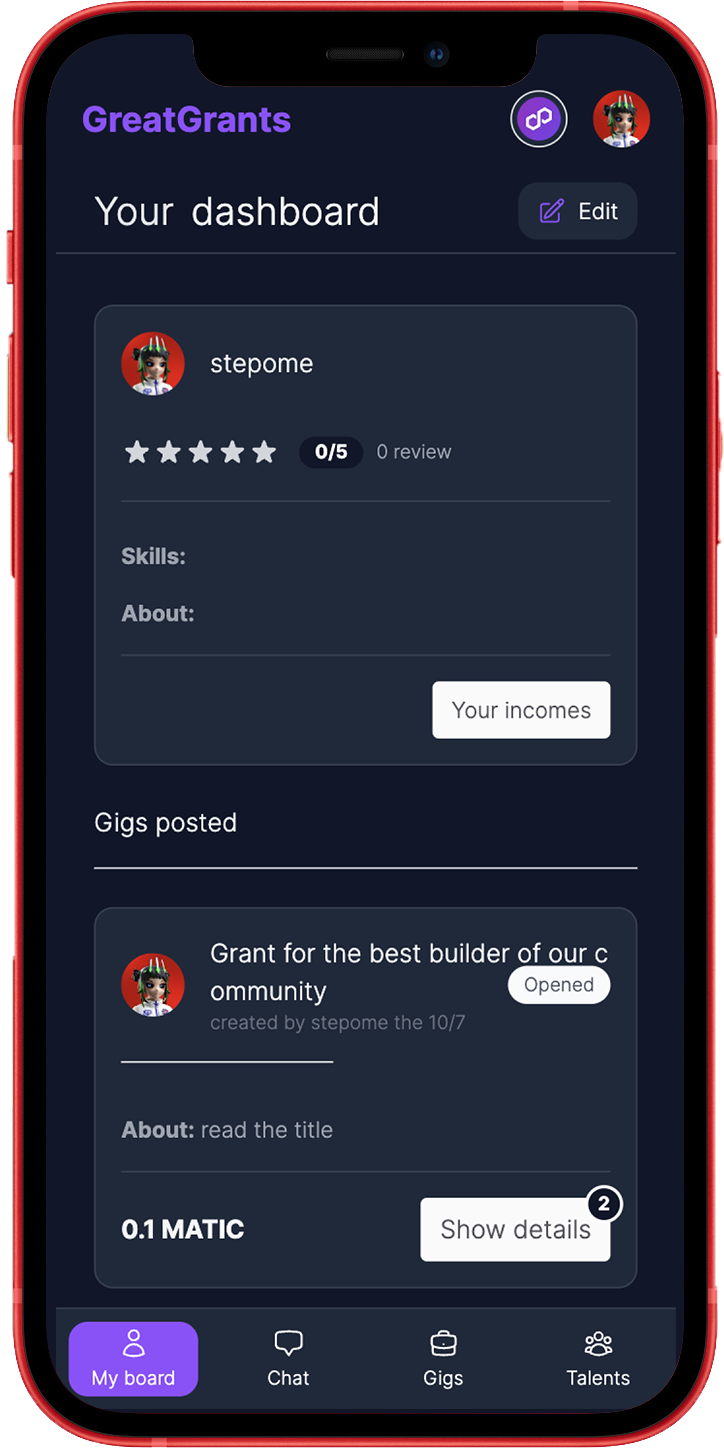 GreatGrants
Your dashboard
Edit
stepome
0/5 0 review
Skills:
About:
Your incomes
Gigs posted
Grant for the best builder of our c
ommunity
Opened
created by stepome the 10/7
About: read the title
2
0.1 MATIC
Show details
My board
Chat
Gigs
Talents